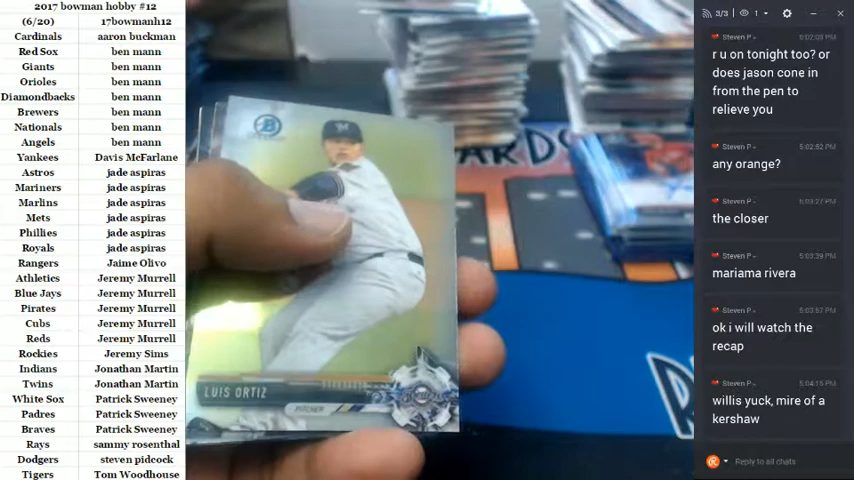 2017 bowman hobby #12
(6/20) 17bowmanh12
Cardinals aaron buckman
Red Sox ben mann
Giants ben mann
Orioles ben mann
Diamondbacks ben mann
Brewers ben mann
Nationals ben mann
Angels ben mann
Yankees Davis McFarlane
Astros jade aspiras
Mariners jade aspiras
Marlins jade aspiras
Mets jade aspiras
Phillies jade aspiras
Royals jade aspiras
Rangers Jaime Olivo
Athletics Jeremy Murrell
Blue Jays Jeremy Murrell
Pirates Jeremy Murrell
Cubs Jeremy Murrell
Reds Jeremy Murrell
Rockies Jeremy Sims
Indians Jonathan Martin
Twins Jonathan Martin
White Sox Patrick Sweeney
Padres Patrick Sweeney
Braves Patrick Sweeney
Rays sammy rosenthal
Dodgers steven pidcock
Tigers Tom Woodhouse
B
LUIS ORTIZ
PITCHER
ARDS
3/3 1
Steven P 5:02:03 PM
r u on tonight too? or
does jason cone in
from the pen to
relieve you
Steven P 5:02:52 PM
any orange?
Steven P 5:03:27 PM
the closer
Steven P 5:03:39 PM
mariama rivera
Steven P 5:03:57 PM
ok i will watch the
recap
Steven P 5:04:15 PM
willis yuck, mire of a
kershaw
Reply to all chats